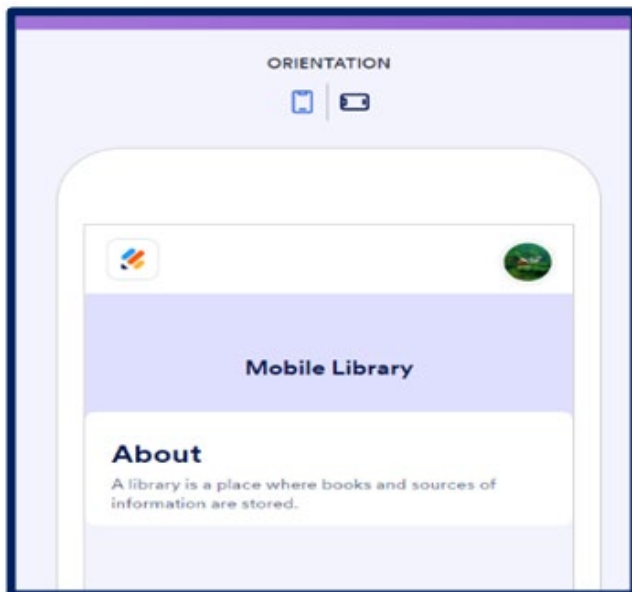 ORIENTATION
Mobile Library
About
A library is a place where books and sources of
information are stored.